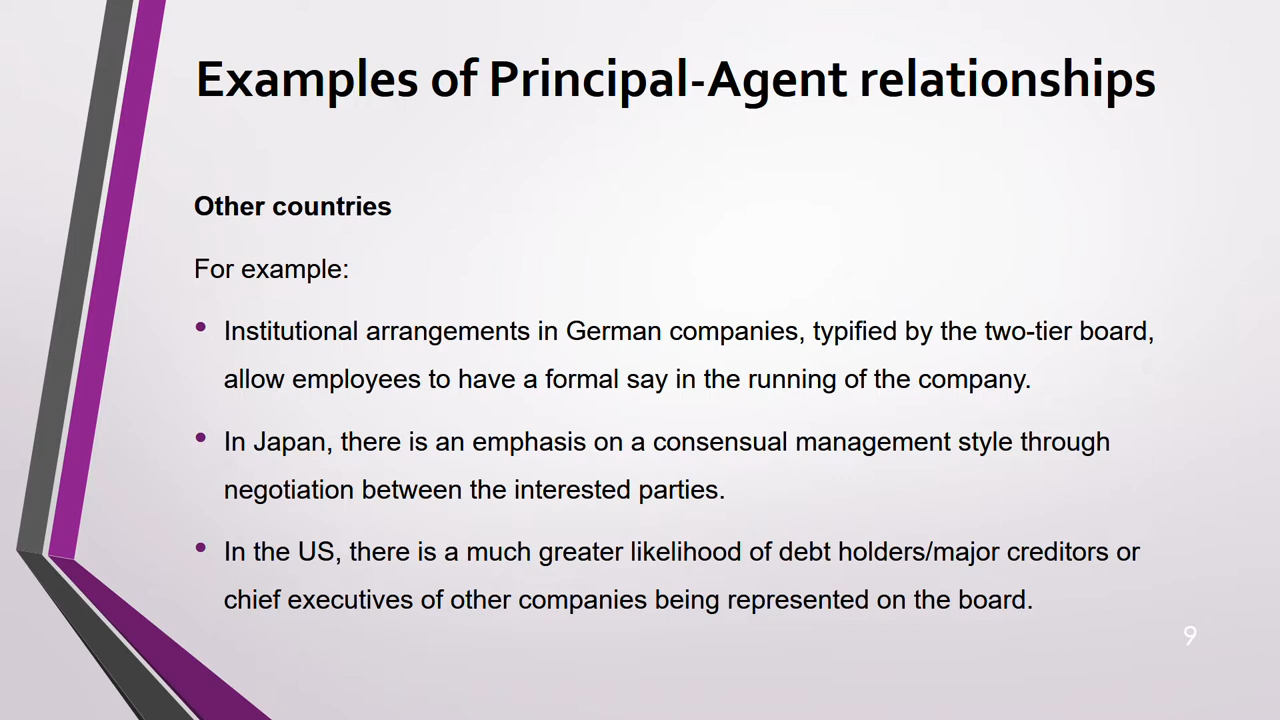 Examples of Principal-Agent relationships
Other countries
For example:
• Institutional arrangements in German companies, typified by the two-tier board,
allow employees to have a formal say in the running of the company.
• In Japan, there is an emphasis on a consensual management style through
negotiation between the interested parties.
• In the US, there is a much greater likelihood of debt holders/major creditors or
chief executives of other companies being represented on the board.
9